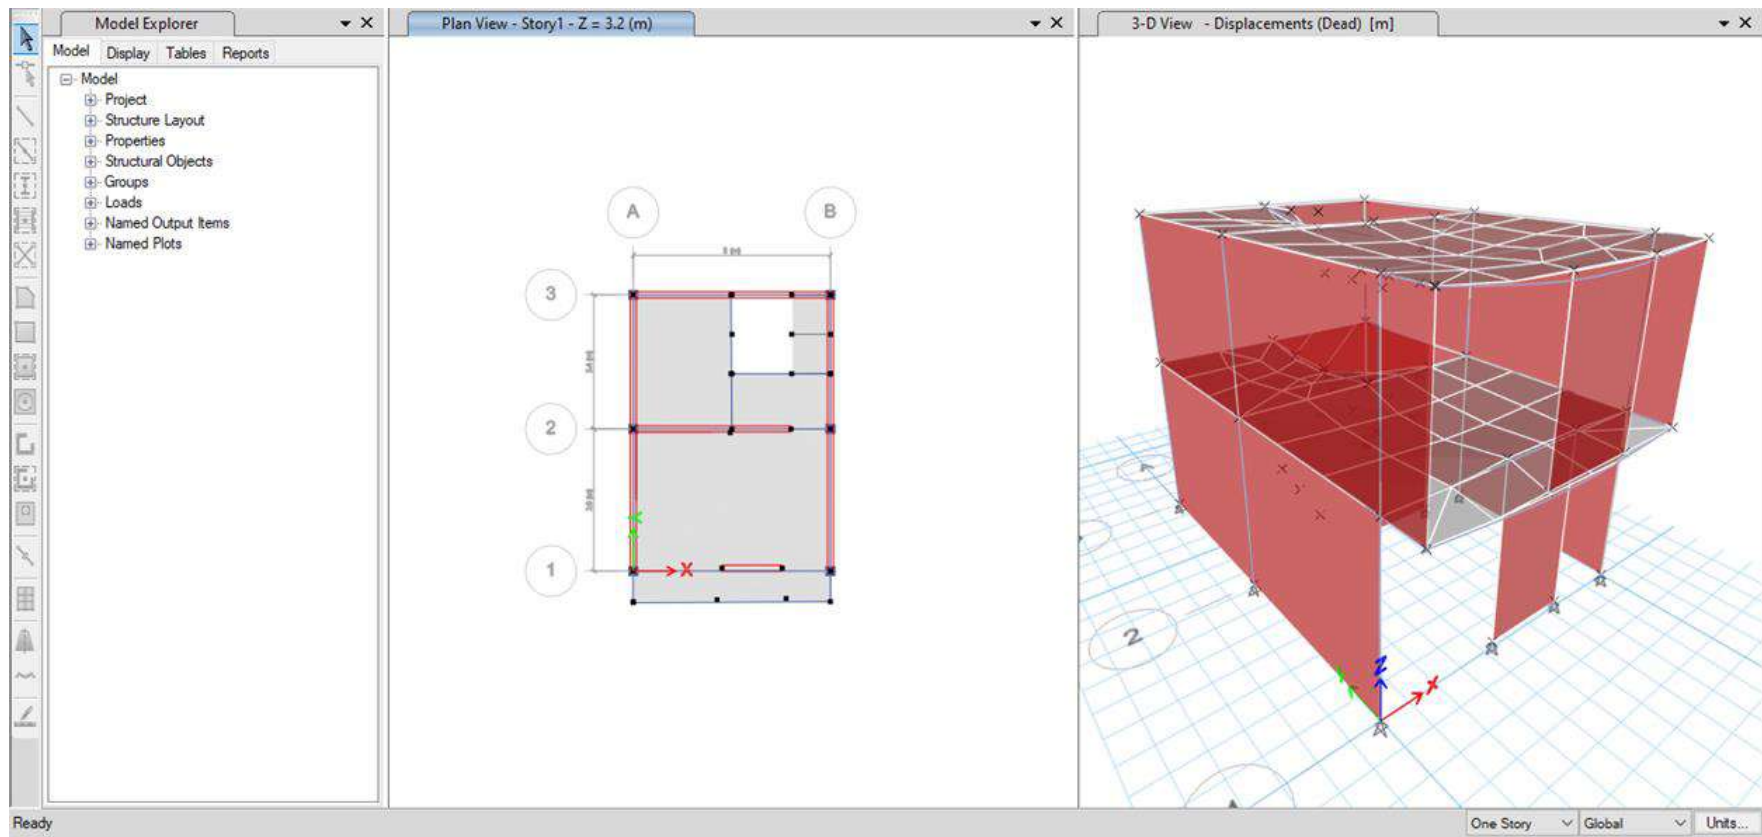 Model Explorer
Model Display Tables Reports
Model
Project
Structure Layout
Properties
Structural Objects
Groups
Loads
Named Output Items
Named Plots
Plan View - Story1 - Z = 3.2 (m)
A B
3
2
1
X
3-D View - Displacements (Dead) [m]
2
Z
X
Ready
One Story Global Units...